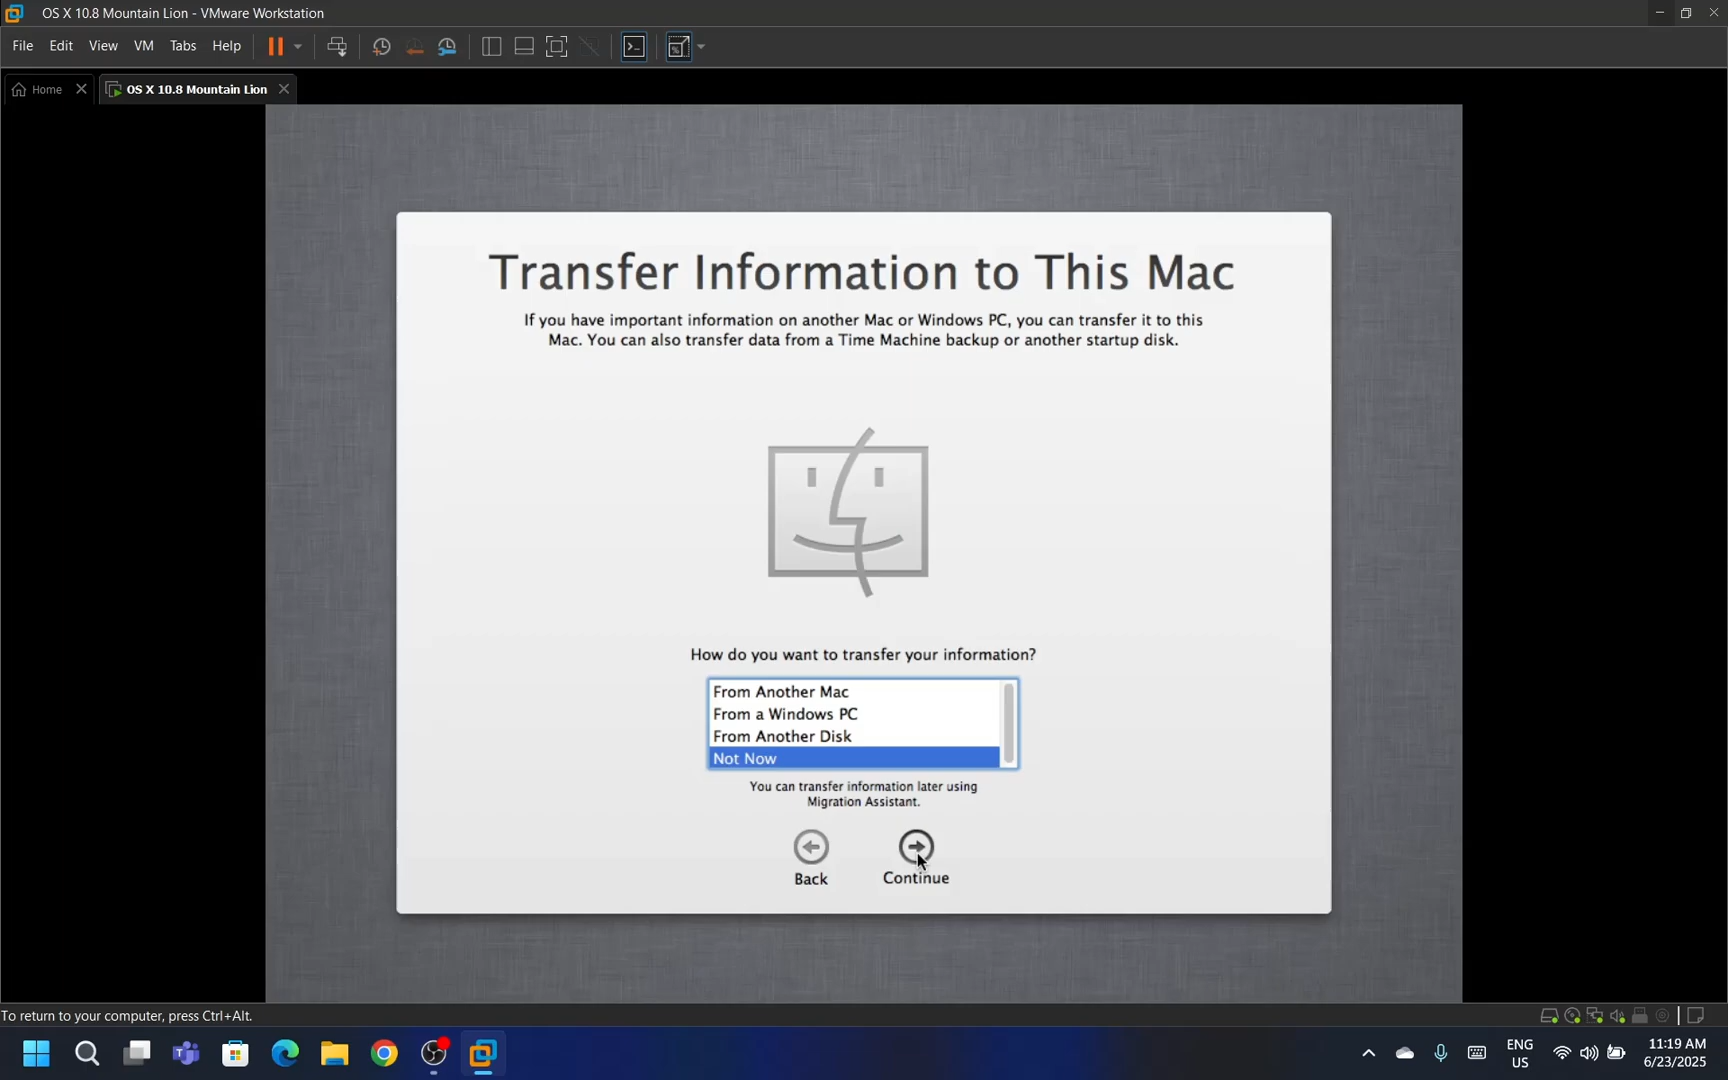 OS X 10.8 Mountain Lion - VMware Workstation
File Edit View VM Tabs Help
Home OS X 10.8 Mountain Lion
Transfer Information to This Mac
If you have important information on another Mac or Windows PC, you can transfer it to this
Mac. You can also transfer data from a Time Machine backup or another startup disk.
How do you want to transfer your information?
From Another Mac
From a Windows PC
From Another Disk
Not Now
You can transfer information later using
Migration Assistant.
Back Continue
To return to your computer, press Ctrl+Alt.
ENG
US
11:19 AM
6/23/2025